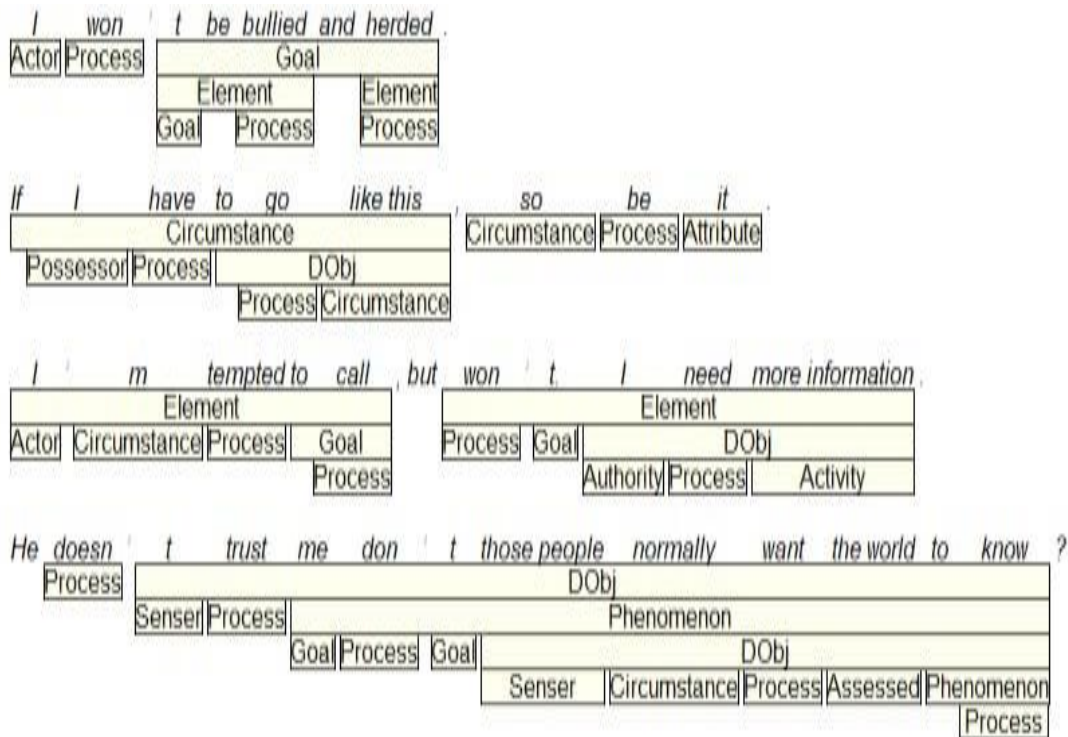 I won ' t be bullied and herded .
Actor Process Goal
Element Element
Goal Process Process
If I have to go like this , so be it .
Circumstance Circumstance Process Attribute
Possessor Process DObj
Process Circumstance
I ' m tempted to call , but won ' t. I need more information .
Element Element
Actor Circumstance Process Goal Process Goal DObj
Process Authority Process Activity
He doesn ' t trust me don ' t those people normally want the world to know ?
Process DObj
Senser Process Phenomenon
Goal Process Goal DObj
Senser Circumstance Process Assessed Phenomenon
Process